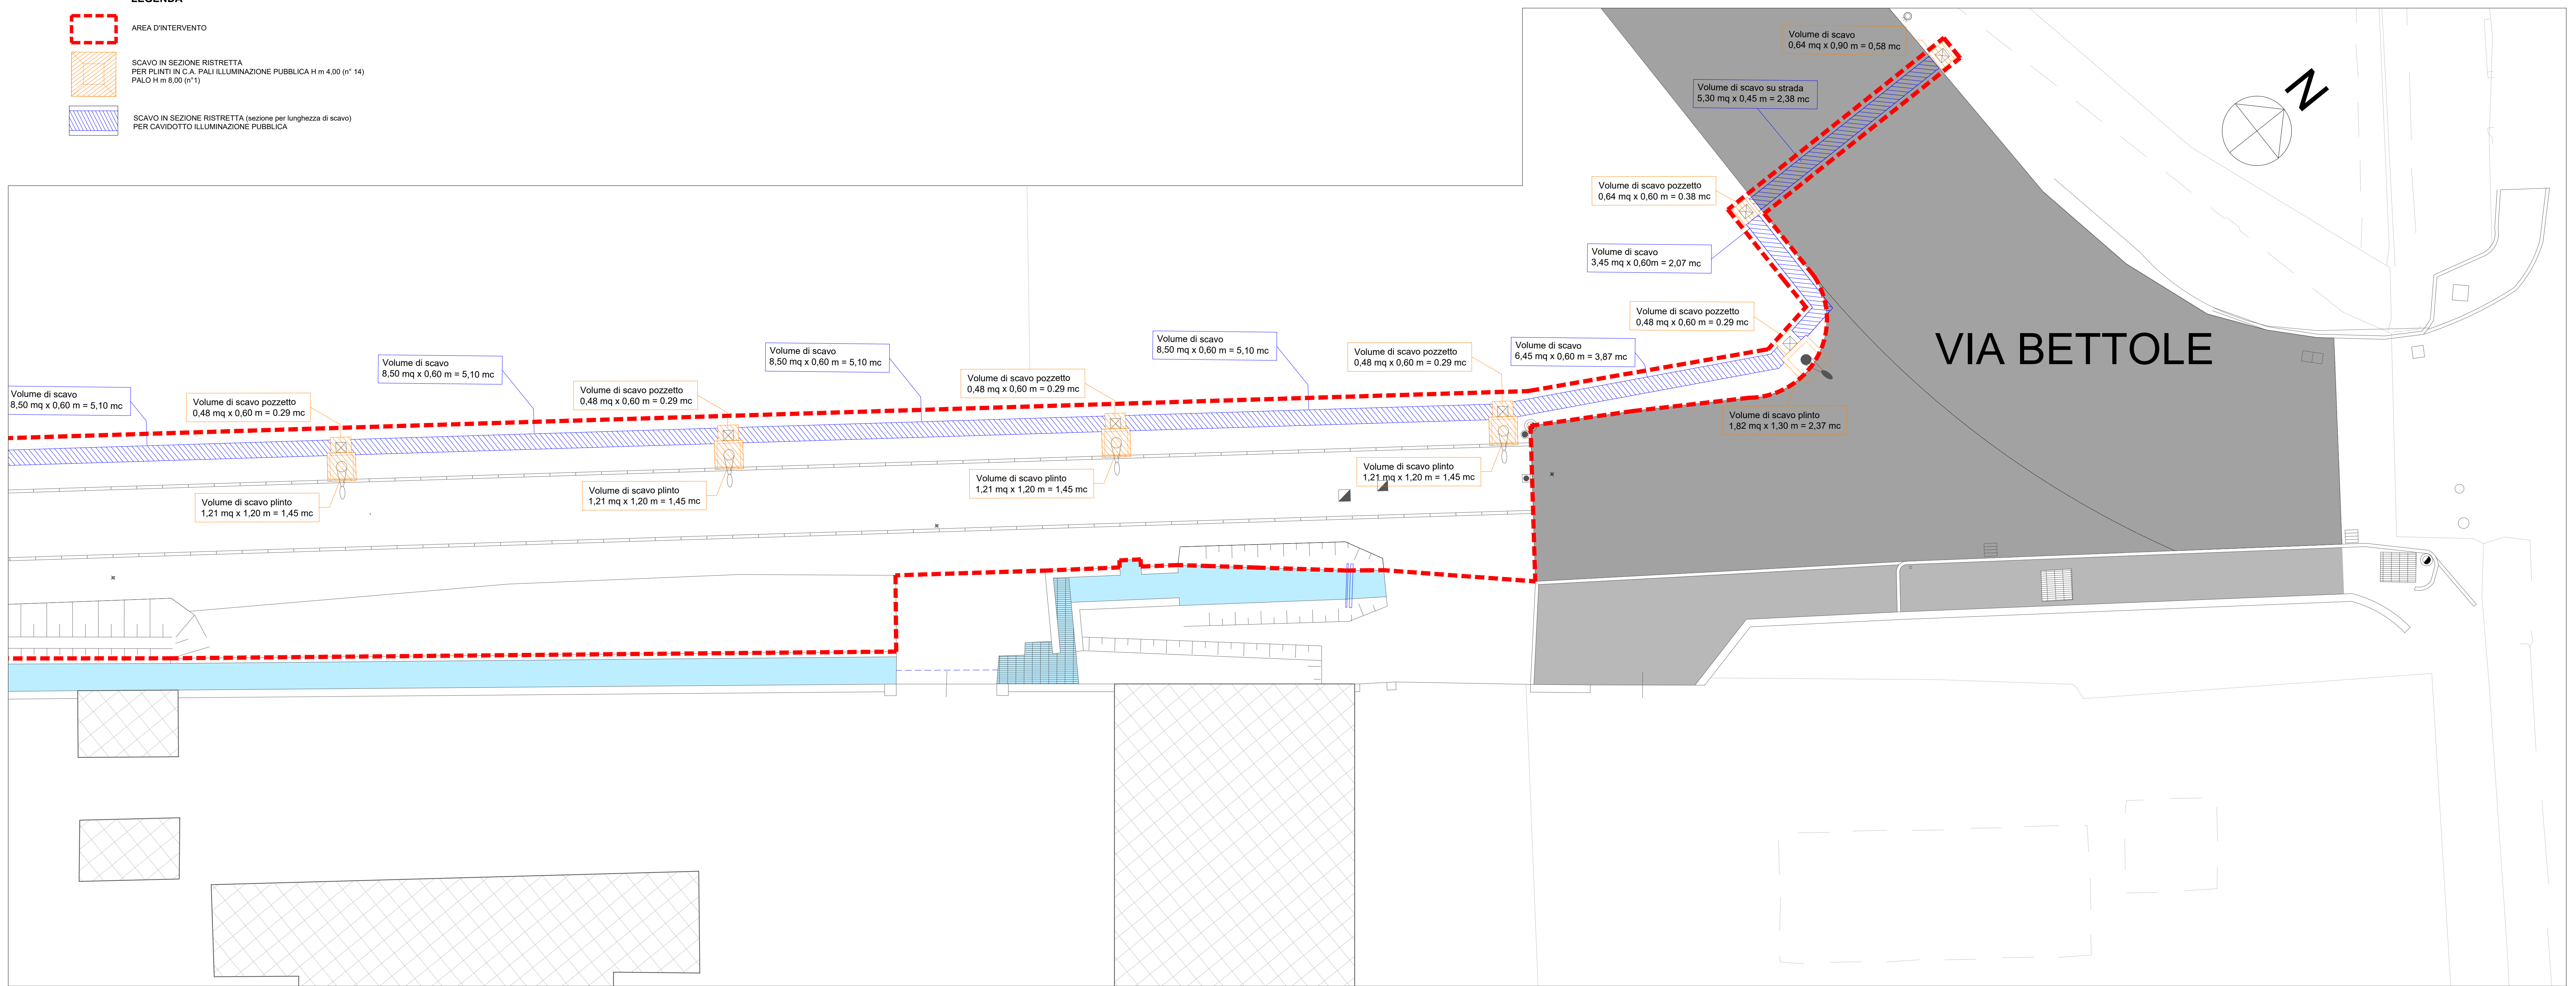 LEGENDA
AREA D'INTERVENTO
SCAVO IN SEZIONE RISTRETTA
PER PLINTI IN C.A. PALI ILLUMINAZIONE PUBBLICA H m 4,00 (n° 14)
PALO H m 8,00 (n°1)
SCAVO IN SEZIONE RISTRETTA (sezione per lunghezza di scavo)
PER CAVIDOTTO ILLUMINAZIONE PUBBLICA
Volume di scavo
0,64 mq x 0,90 m = 0,58 mc
Volume di scavo su strada
5,30 mq x 0,45 m = 2,38 mc
N
Volume di scavo pozzetto
0,64 mq x 0,60 m = 0.38 mc
Volume di scavo
3,45 mq x 0,60m = 2,07 mc
Volume di scavo pozzetto
0,48 mq x 0,60 m = 0.29 mc
VIA BETTOLE
Volume di scavo
8,50 mq x 0,60 m = 5,10 mc
Volume di scavo pozzetto
0,48 mq x 0,60 m = 0.29 mc
Volume di scavo
8,50 mq x 0,60 m = 5,10 mc
Volume di scavo pozzetto
0,48 mq x 0,60 m = 0.29 mc
Volume di scavo
8,50 mq x 0,60 m = 5,10 mc
Volume di scavo pozzetto
0,48 mq x 0,60 m = 0.29 mc
Volume di scavo
8,50 mq x 0,60 m = 5,10 mc
Volume di scavo pozzetto
0,48 mq x 0,60 m = 0.29 mc
Volume di scavo
6,45 mq x 0,60 m = 3,87 mc
Volume di scavo plinto
1,82 mq x 1,30 m = 2,37 mc
Volume di scavo plinto
1,21 mq x 1,20 m = 1,45 mc
Volume di scavo plinto
1,21 mq x 1,20 m = 1,45 mc
Volume di scavo plinto
1,21 mq x 1,20 m = 1,45 mc
Volume di scavo plinto
1,21 mq x 1,20 m = 1,45 mc